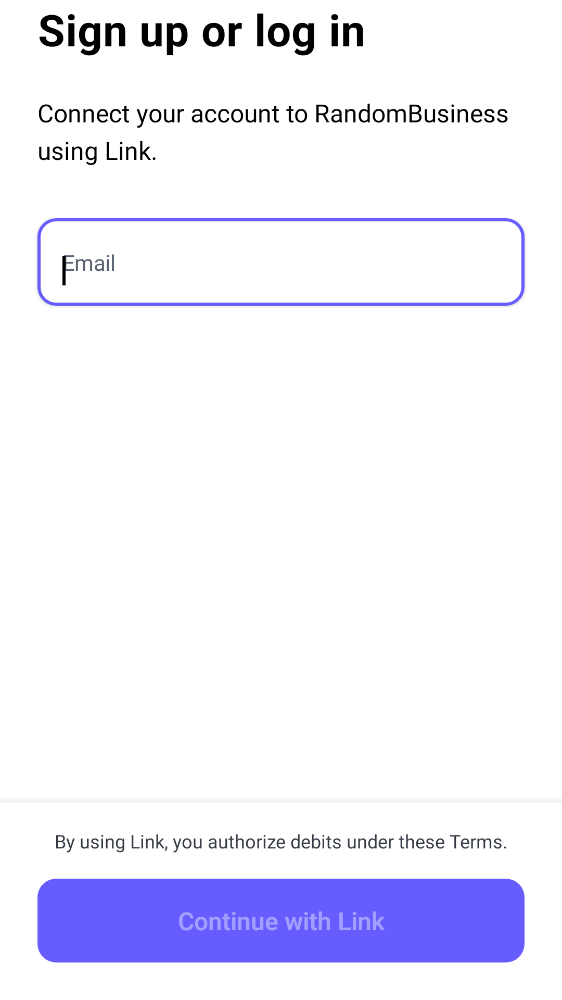 Sign up or log in
Connect your account to RandomBusiness
using Link.
Email
By using Link, you authorize debits under these Terms.
Continue with Link